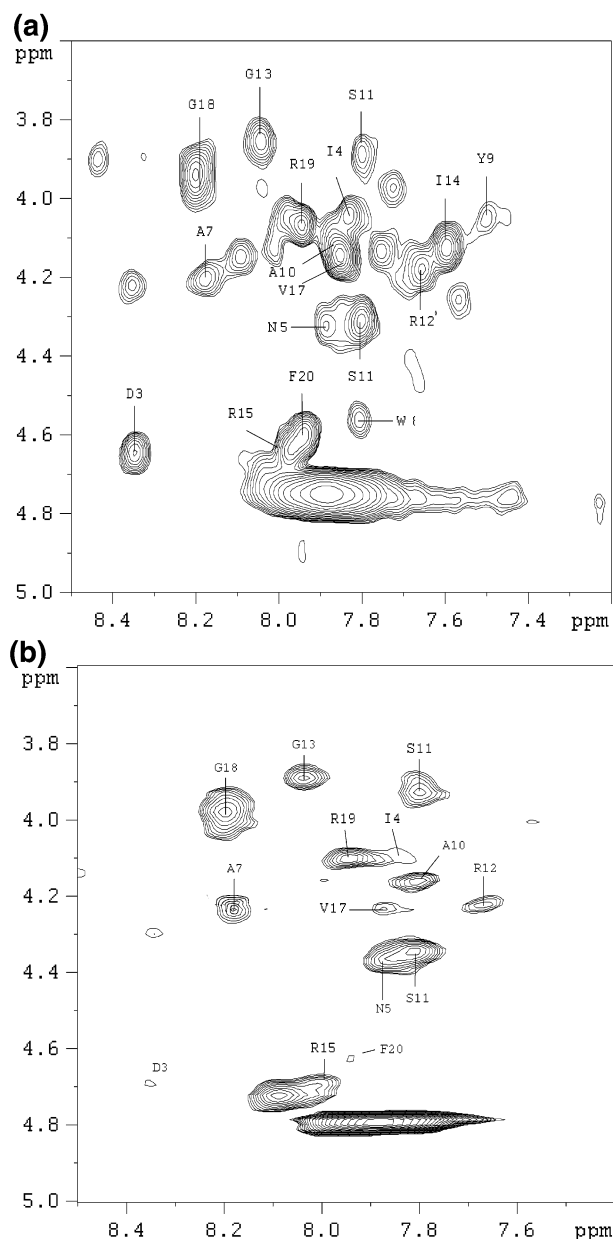 (a)
ppm
3.8
4.0
4.2
4.4
4.6
4.8
5.0
G13
G18
S11
I4
R19
Y9
I14
A7
A10
V17
R12'
N5
S11
F20
D3
R15
8.4
8.2
8.0
7.8
7.6
7.4
ppm
(b)
ppm
3.8
4.0
4.2
4.4
4.6
4.8
5.0
G13
S11
G18
R19
I4
A10
A7
R12
V17
S11
N5
R15
F20
D3
8.4
8.2
8.0
7.8
7.6
ppm